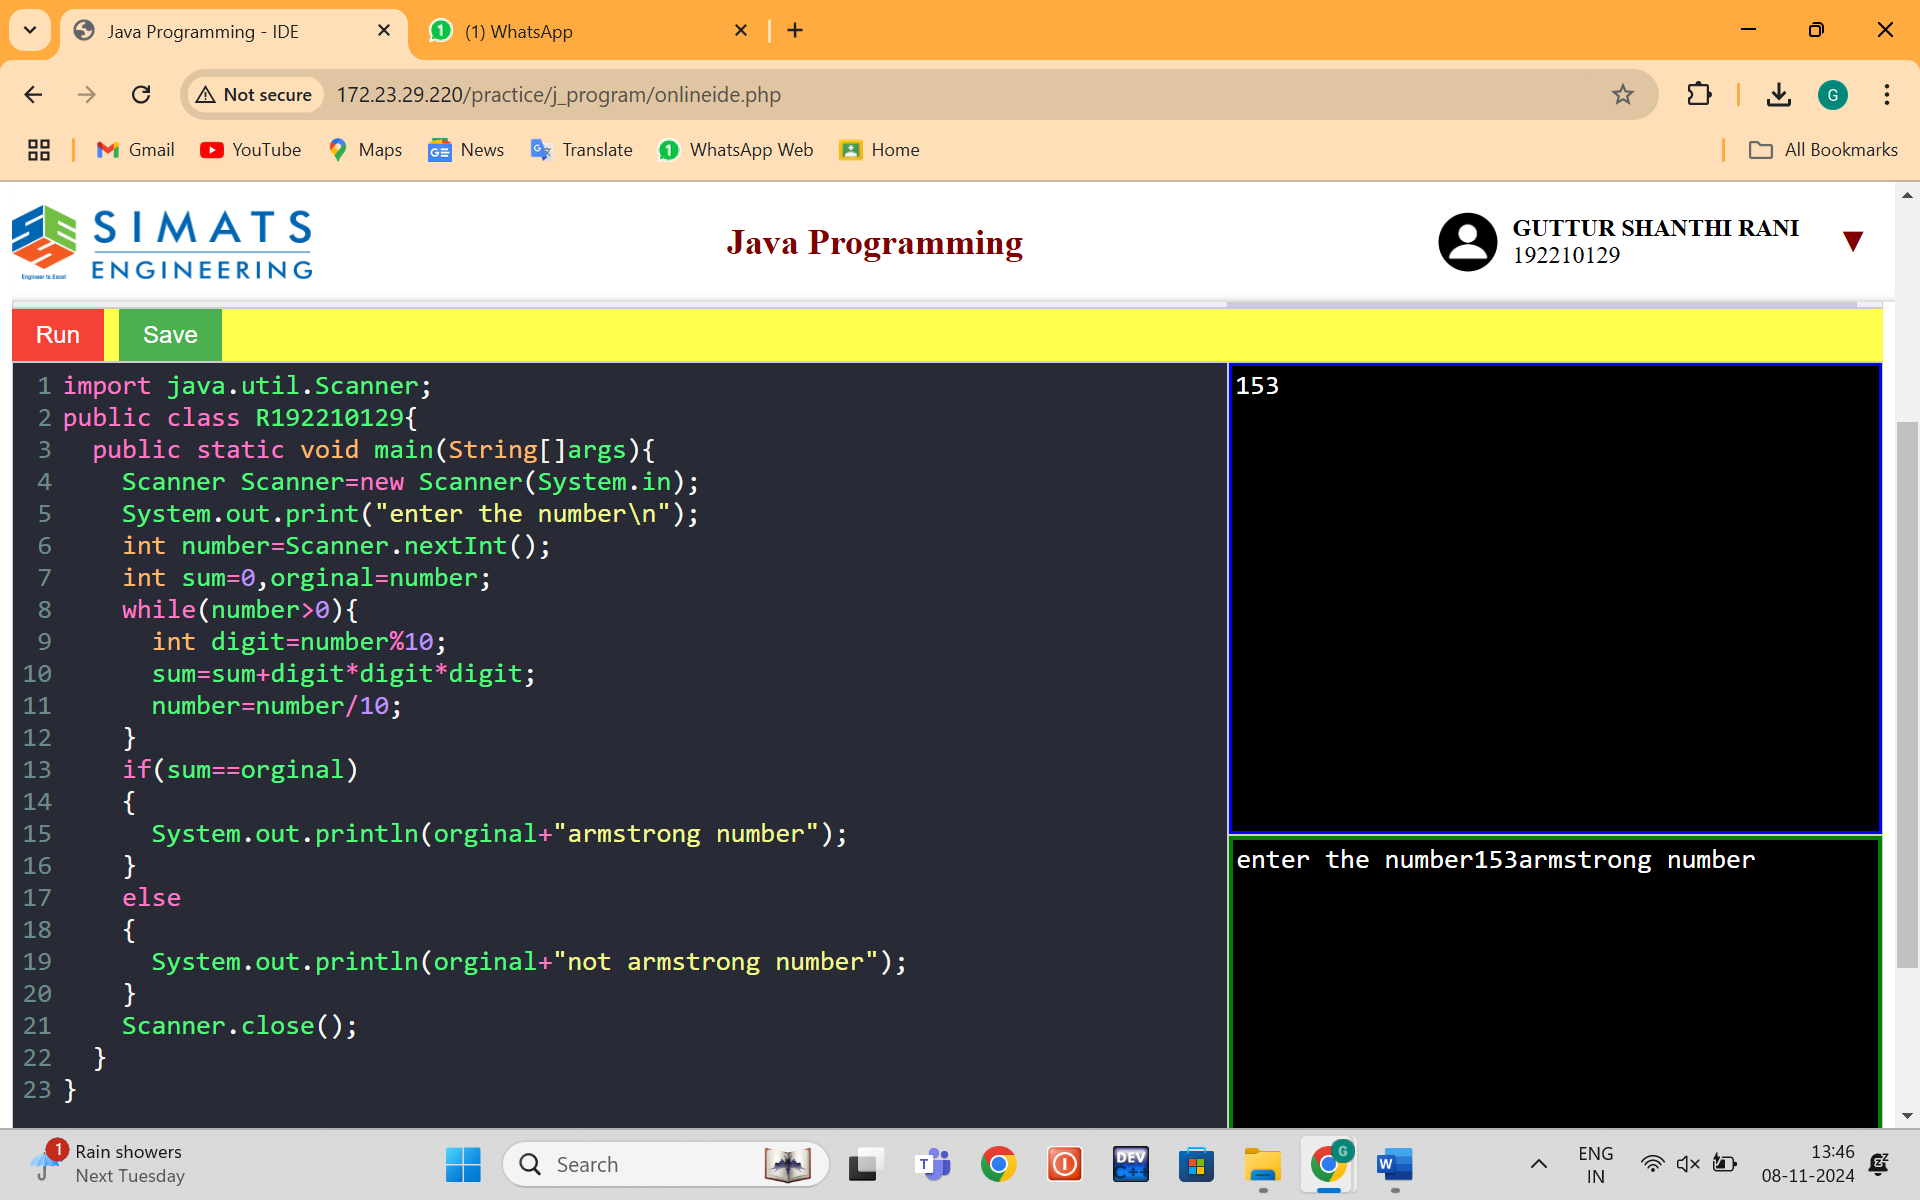 Java Programming - IDE
(1) WhatsApp
Not secure
172.23.29.220/practice/j_program/onlineide.php
G
Gmail
YouTube
Maps
News
Translate
WhatsApp Web
Home
All Bookmarks
SIMATS
ENGINEERING
Engineer to Excel
Java Programming
GUTTUR SHANTHI RANI
192210129
Run
Save
1 import java.util.Scanner;
2 public class R192210129{
3 public static void main(String[]args){
4 Scanner Scanner=new Scanner(System.in);
5 System.out.print("enter the number\n");
6 int number=Scanner.nextInt();
7 int sum=0,orginal=number;
8 while(number>0){
9 int digit=number%10;
10 sum=sum+digit*digit*digit;
11 number=number/10;
12 }
13 if(sum==orginal)
14 {
15 System.out.println(orginal+"armstrong number");
16 }
17 else
18 {
19 System.out.println(orginal+"not armstrong number");
20 }
21 Scanner.close();
22 }
23 }
153
enter the number153armstrong number
1
Rain showers
Next Tuesday
Search
DEV
C++
G
W
ENG
IN
13:46
08-11-2024